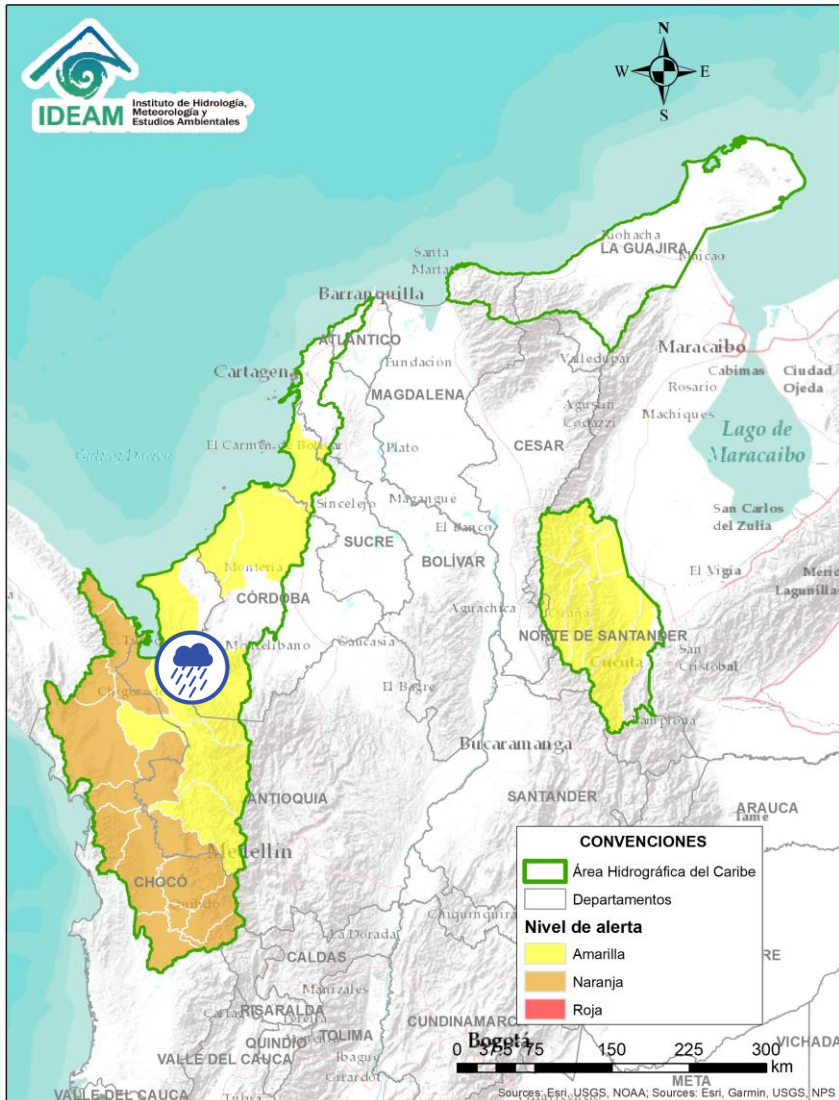 IDEAM
Instituto de Hidrología,
Meteorología y
Estudios Ambientales
N
W
E
S
Riohacha
LA GUAJIRA
Maicao
Santa
Marta
Barranquilla
ATLÁNTICO
Maracaibo
Cartagena
Fundación
Valledupar
Cabimas
Ciudad
Ojeda
MAGDALENA
Rosario
Agustín
Codazzi
Machiques
El Carmen de Bolívar
Plato
CESAR
Lago de
Maracaibo
Sincelejo
Magangué
San Carlos
del Zulia
El Banco
SUCRE
BOLÍVAR
Montería
El Vigía
CÓRDOBA
Aguachica
Lagunillas
Ocaña
NORTE DE SANTANDER
Montelíbano
Caucasia
San
Cristóbal
Cúcuta
El Bagre
Pamplona
Bucaramanga
ANTIOQUIA
SANTANDER
ARAUCA
Tame
Medellín
CHOCÓ
Quibdó
CONVENCIONES
Área Hidrográfica del Caribe
Departamentos
Nivel de alerta
Amarilla
Naranja
Roja
La Dorada
CALDAS
Manizales
RISARALDA
QUINDÍO
TOLIMA
CUNDINAMARC
Bogotá
VICHADA
VALLE DEL CAUCA
Ibagué
Girardot
META
VALLE DEL CAUCA
0 37.5 75 150 225 300
km
Sources: Esri, USGS, NOAA; Sources: Esri, Garmin, USGS, NPS